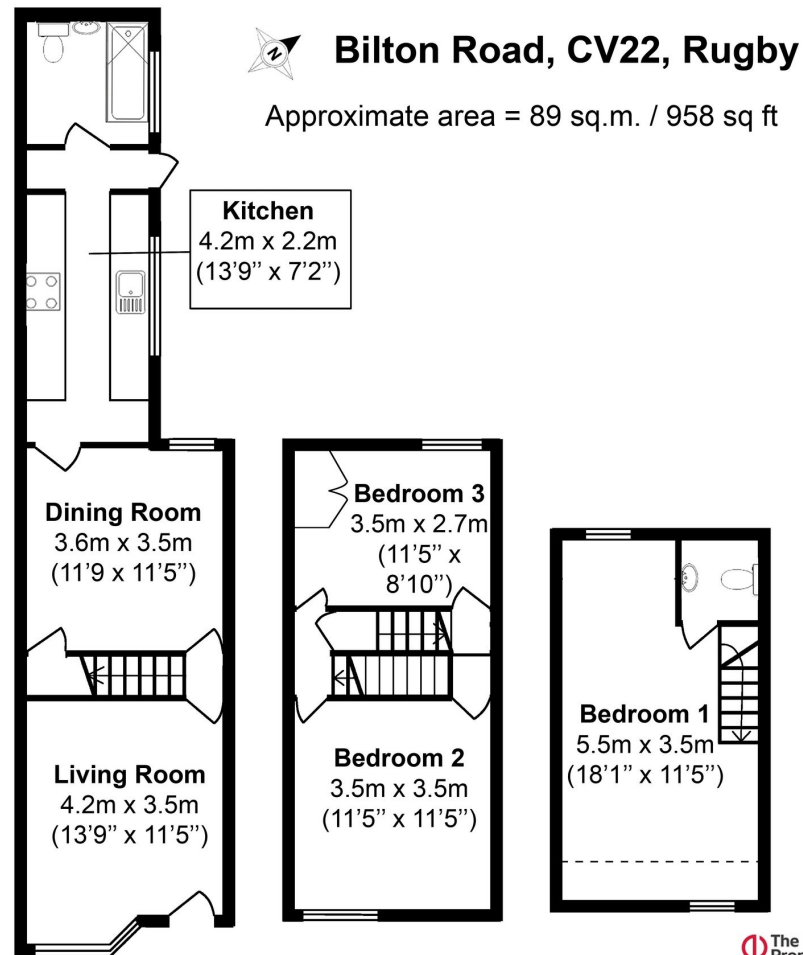 N
Bilton Road, CV22, Rugby
Approximate area = 89 sq.m. / 958 sq ft
Kitchen
4.2m x 2.2m
(13'9'' x 7'2'')
Dining Room
3.6m x 3.5m
(11'9 x 11'5'')
Living Room
4.2m x 3.5m
(13'9'' x 11'5'')
Bedroom 3
3.5m x 2.7m
(11'5'' x
8'10'')
Bedroom 2
3.5m x 3.5m
(11'5'' x 11'5'')
Bedroom 1
5.5m x 3.5m
(18'1'' x 11'5'')
The